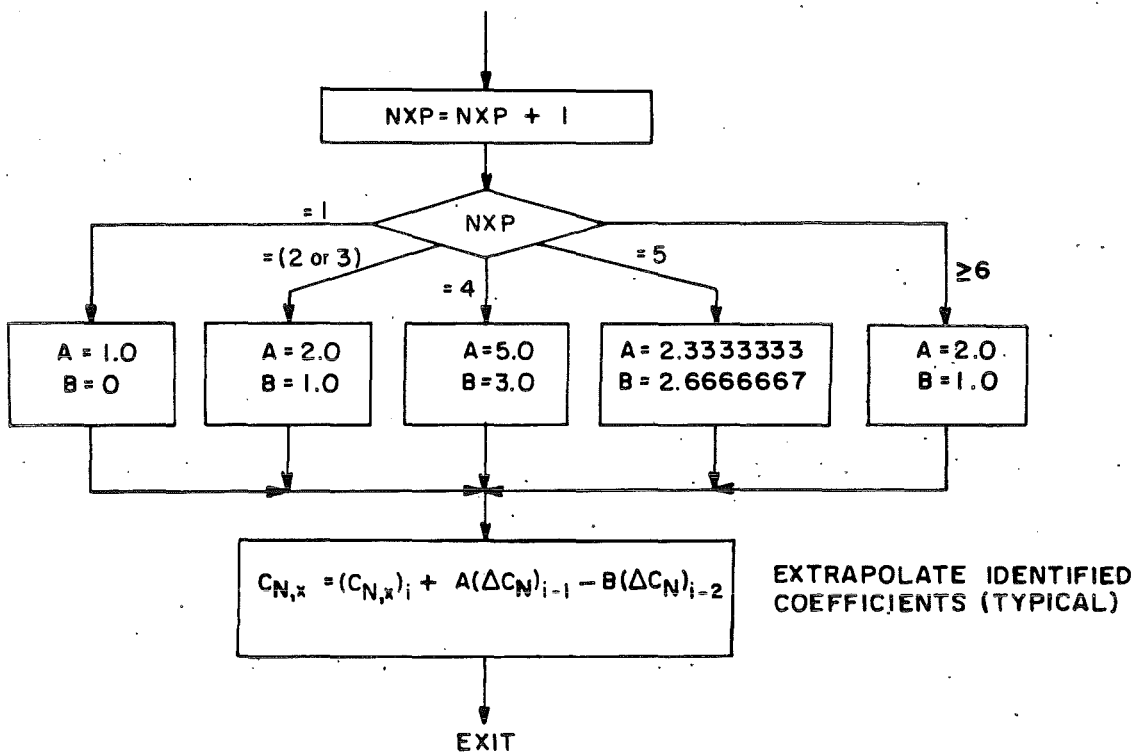 NXP = NXP + 1
NXP
= 1
= (2 or 3)
= 4
= 5
≥6
A = 1.0
B = 0
A = 2.0
B = 1.0
A = 5.0
B = 3.0
A = 2.3333333
B = 2.6666667
A = 2.0
B = 1.0
C_{N,x} = (C_{N,x})_i + A(ΔC_N)_{i-1} - B(ΔC_N)_{i-2}
EXTRAPOLATE IDENTIFIED
COEFFICIENTS (TYPICAL)
EXIT